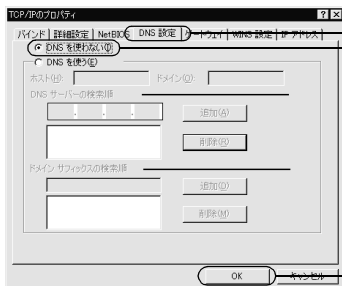 TCP/IPのプロパティ
バインド 詳細設定 NetBIOS DNS 設定 ゲートウェイ WINS 設定 IP アドレス
DNS を使わない(I)
DNS を使う(E)
ホスト(H): ドメイン(O):
DNS サーバーの検索順
追加(A)
削除(R)
ドメイン サフィックスの検索順
追加(D)
削除(M)
OK キャンセル